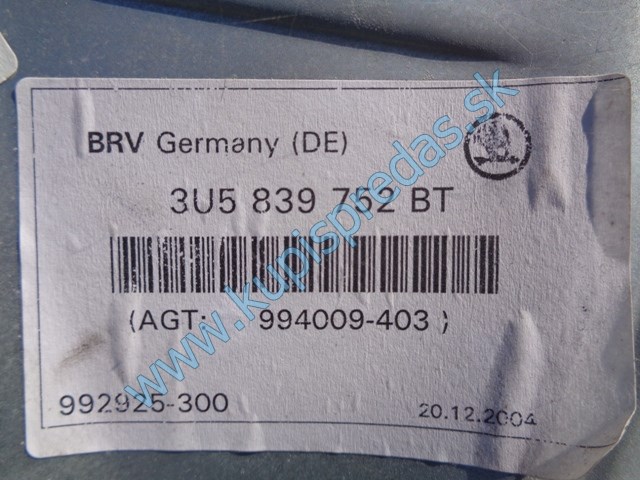 BRV Germany (DE)
3U5 839 752 BT
(AGT: 994009-403)
992925-300
20.12.2004
www.kupispredas.sk